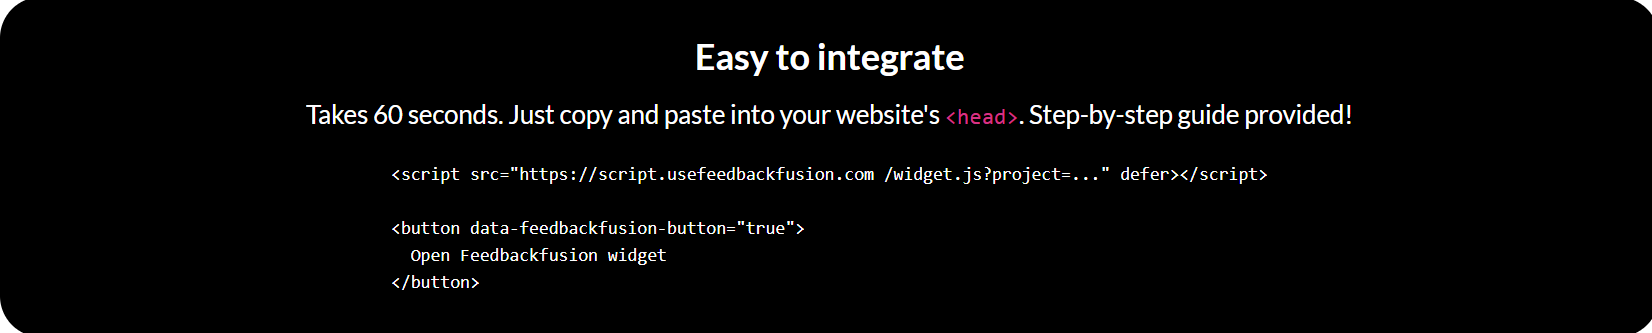 Easy to integrate
Takes 60 seconds. Just copy and paste into your website's <head>. Step-by-step guide provided!
<script src="https://script.usefeedbackfusion.com /widget.js?project=..." defer></script>
<button data-feedbackfusion-button="true">
Open Feedbackfusion widget
</button>